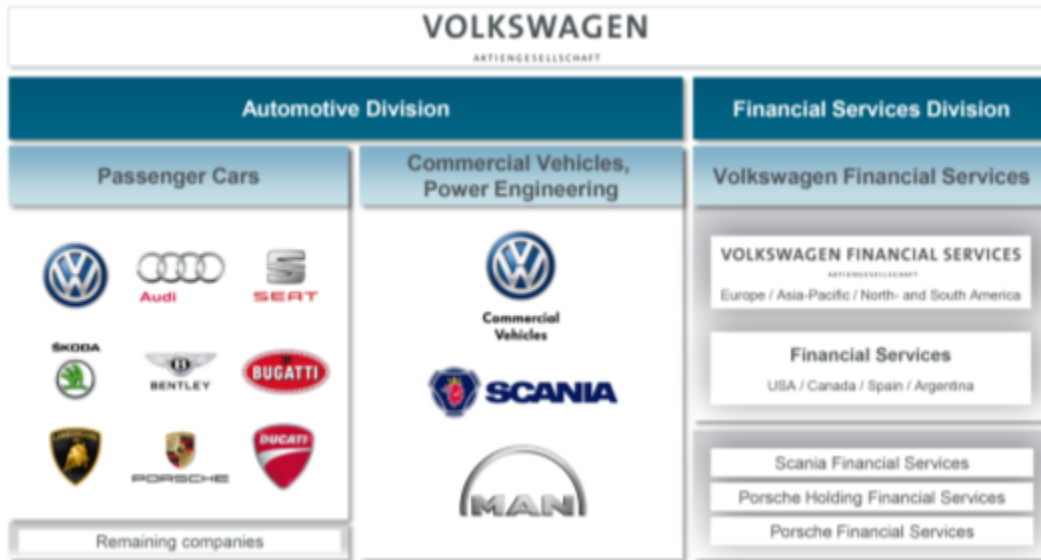 VOLKSWAGEN
AKTIENGESELLSCHAFT
Automotive Division
Financial Services Division
Passenger Cars
Commercial Vehicles,
Power Engineering
Volkswagen Financial Services
Audi
SEAT
ŠKODA
BENTLEY
BUGATTI
LAMBORGHINI
PORSCHE
DUCATI
Remaining companies
Commercial
Vehicles
SCANIA
MAN
VOLKSWAGEN FINANCIAL SERVICES
AKTIENGESELLSCHAFT
Europe / Asia-Pacific / North- and South America
Financial Services
USA / Canada / Spain / Argentina
Scania Financial Services
Porsche Holding Financial Services
Porsche Financial Services